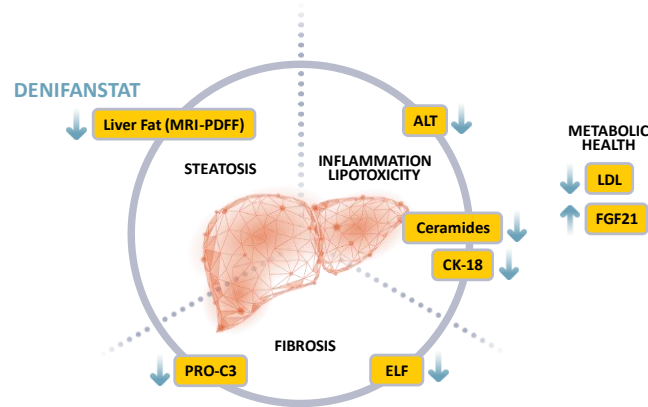 DENIFANSTAT
Liver Fat (MRI-PDFF)
ALT
STEATOSIS
INFLAMMATION
LIPOTOXICITY
METABOLIC
HEALTH
LDL
FGF21
Ceramides
CK-18
FIBROSIS
PRO-C3
ELF